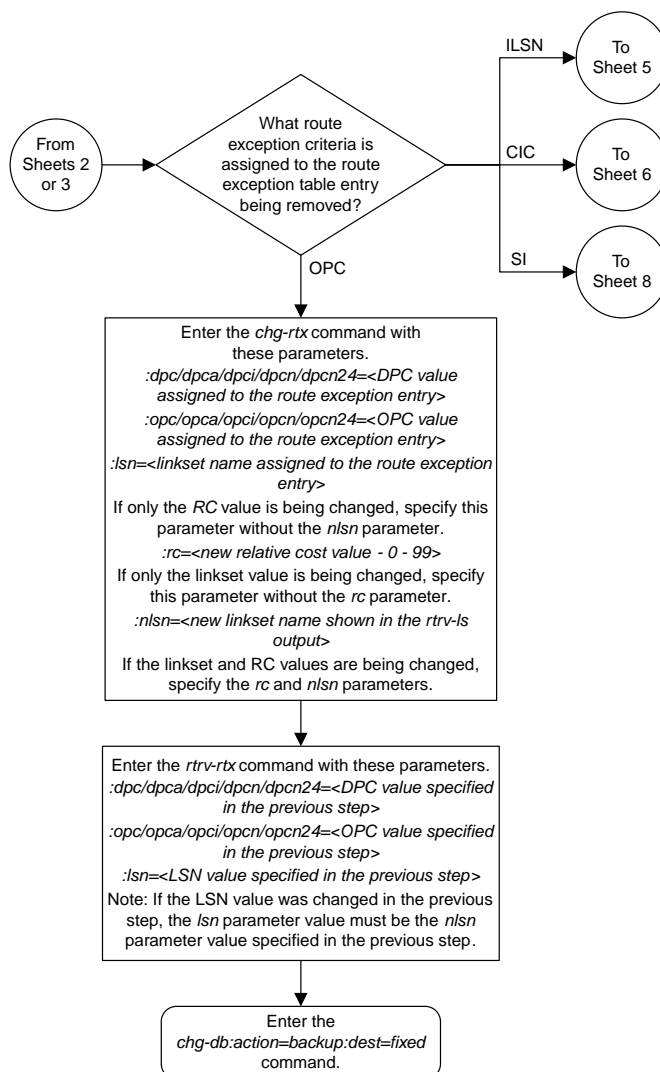 From
Sheets 2
or 3
What route
exception criteria is
assigned to the route
exception table entry
being removed?
ILSN
To
Sheet 5
CIC
To
Sheet 6
SI
To
Sheet 8
OPC
Enter the chg-rtx command with
these parameters.
:dpc/dpca/dpci/dpcn/dpcn24=<DPC value
assigned to the route exception entry>
:opc/opca/opci/opcn/opcn24=<OPC value
assigned to the route exception entry>
:lsn=<linkset name assigned to the route exception
entry>
If only the RC value is being changed, specify this
parameter without the nlsn parameter.
:rc=<new relative cost value - 0 - 99>
If only the linkset value is being changed, specify
this parameter without the rc parameter.
:nlsn=<new linkset name shown in the rtrv-ls
output>
If the linkset and RC values are being changed,
specify the rc and nlsn parameters.
Enter the rtrv-rtx command with these parameters.
:dpc/dpca/dpci/dpcn/dpcn24=<DPC value specified
in the previous step>
:opc/opca/opci/opcn/opcn24=<OPC value specified
in the previous step>
:lsn=<LSN value specified in the previous step>
Note: If the LSN value was changed in the previous
step, the lsn parameter value must be the nlsn
parameter value specified in the previous step.
Enter the
chg-db:action=backup:dest=fixed
command.